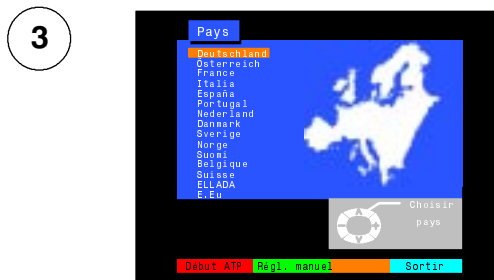 3
Pays
Deutschland
Österreich
France
Italia
España
Portugal
Nederland
Danmark
Sverige
Norge
Suomi
Belgique
Suisse
ELLADA
E.Eu
Choisir
pays
Début ATP Régl. manuel Sortir